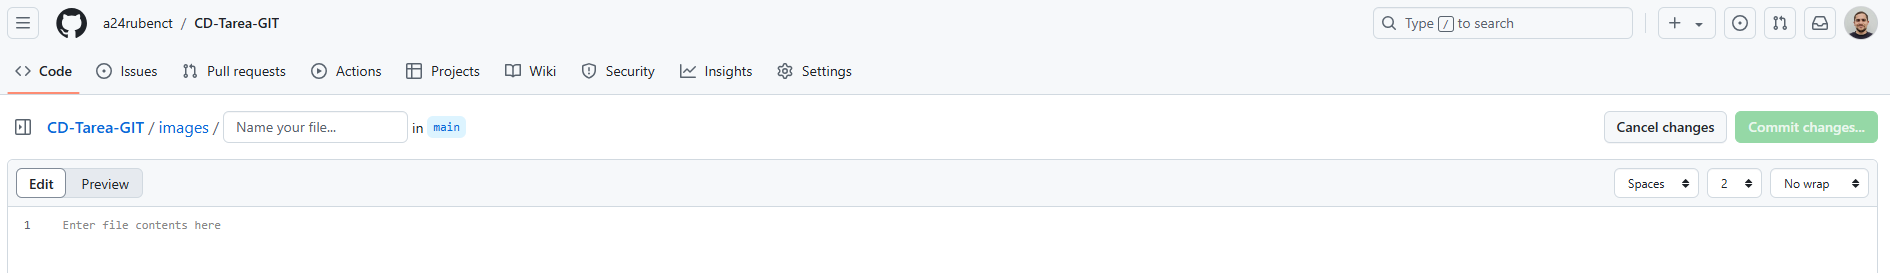 a24rubenct / CD-Tarea-GIT Type / to search
Code Issues Pull requests Actions Projects Wiki Security Insights Settings
CD-Tarea-GIT / images / Name your file... in main Cancel changes Commit changes...
Edit Preview Spaces 2 No wrap
1 Enter file contents here